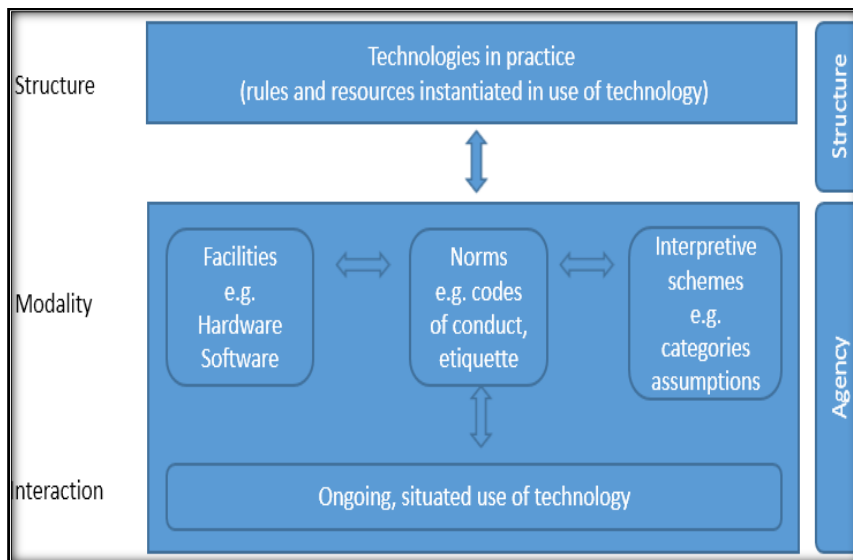 Structure
Technologies in practice
(rules and resources instantiated in use of technology)
Structure
Modality
Facilities
e.g.
Hardware
Software
Norms
e.g. codes
of conduct,
etiquette
Interpretive
schemes
e.g.
categories
assumptions
Agency
Interaction
Ongoing, situated use of technology